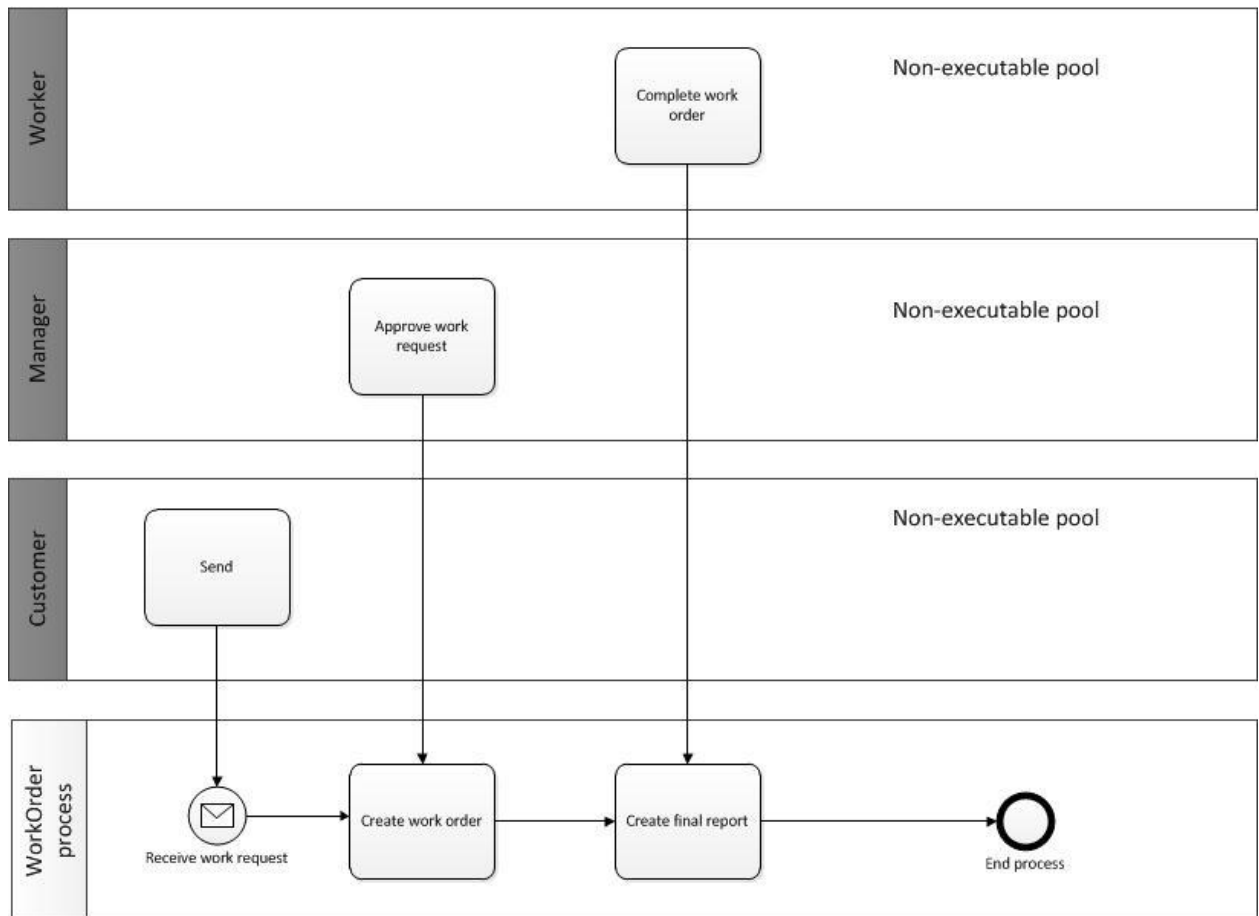 Worker
Non-executable pool
Complete work
order
Manager
Non-executable pool
Approve work
request
Customer
Non-executable pool
Send
WorkOrder
process
Receive work request
Create work order
Create final report
End process